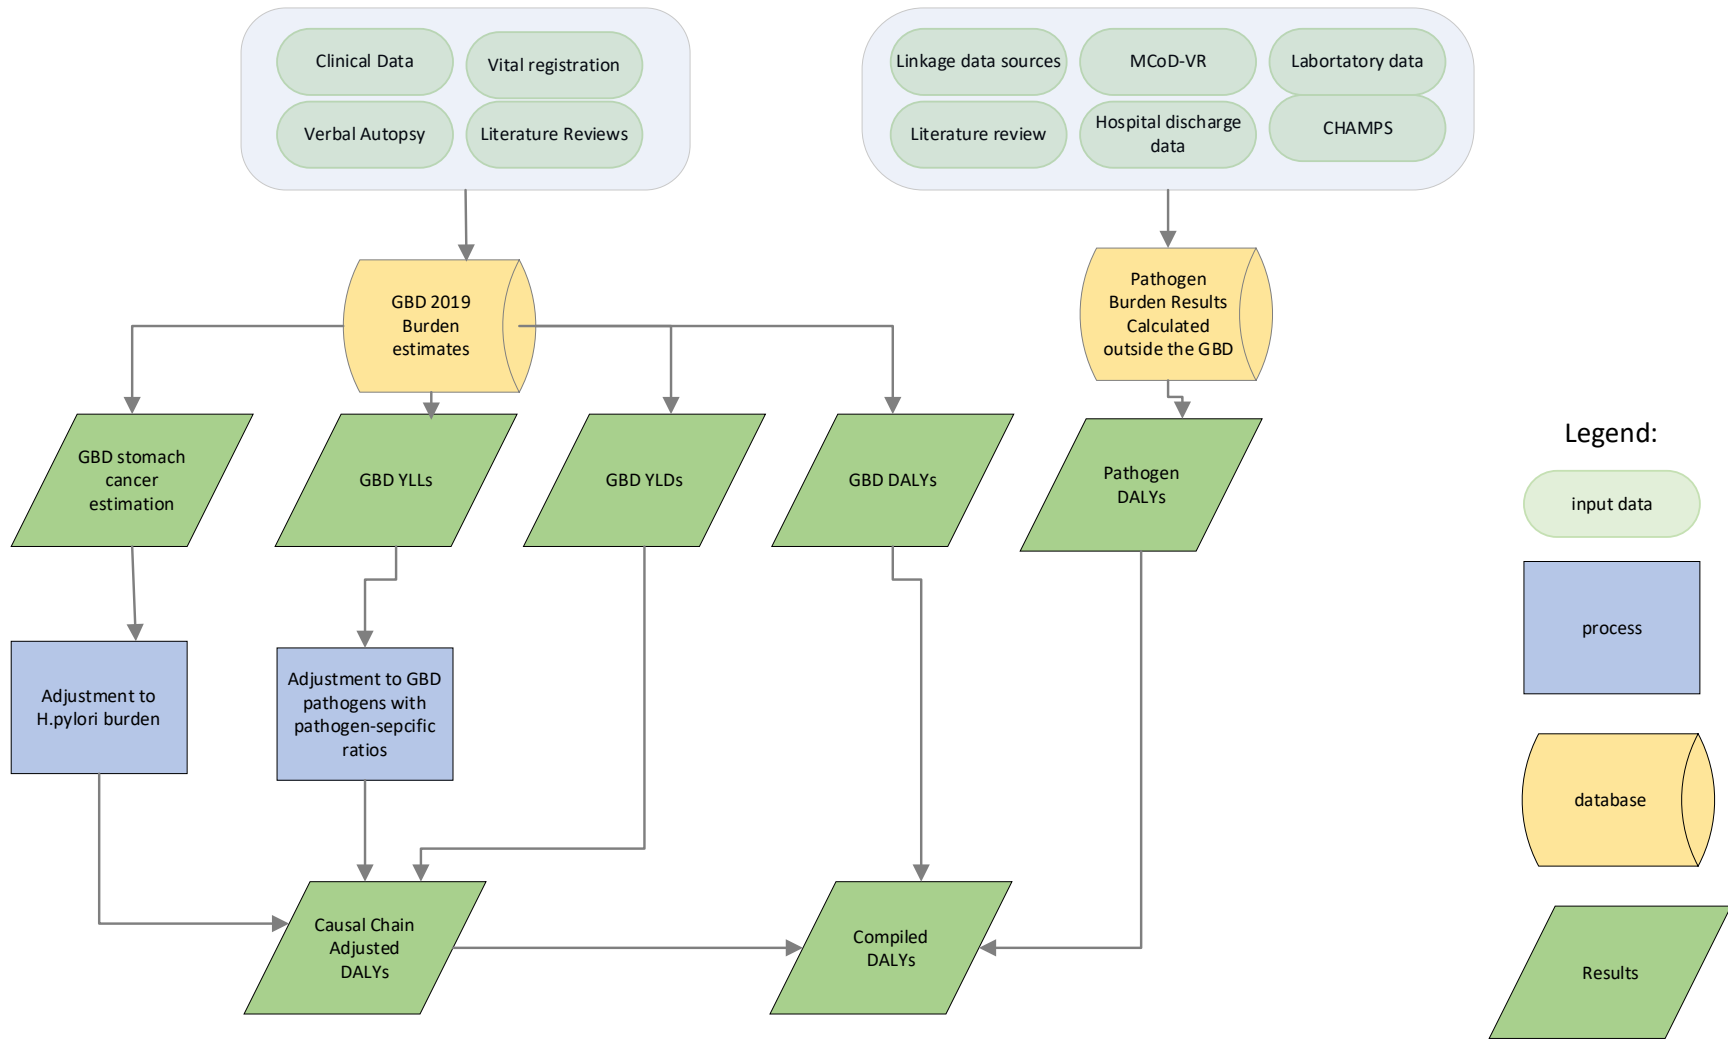 Clinical Data
Vital registration
Verbal Autopsy
Literature Reviews
Linkage data sources
MCoD-VR
Labortatory data
Literature review
Hospital discharge
data
CHAMPS
GBD 2019
Burden
estimates
Pathogen
Burden Results
Calculated
outside the GBD
GBD stomach
cancer
estimation
GBD YLLs
GBD YLDs
GBD DALYs
Pathogen
DALYs
Adjustment to
H.pylori burden
Adjustment to GBD
pathogens with
pathogen-sepcific
ratios
Causal Chain
Adjusted
DALYs
Compiled
DALYs
Legend:
input data
process
database
Results